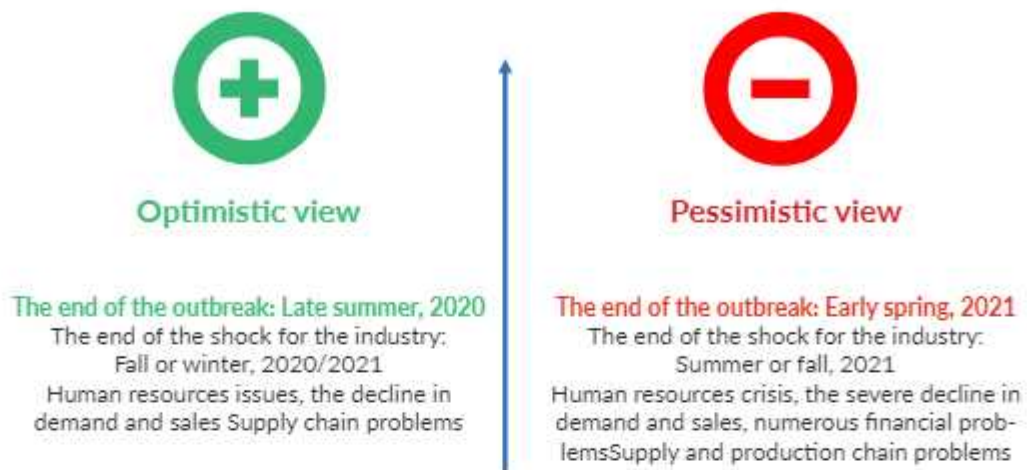 Optimistic view
The end of the outbreak: Late summer, 2020
The end of the shock for the industry:
Fall or winter, 2020/2021
Human resources issues, the decline in
demand and sales Supply chain problems
Pessimistic view
The end of the outbreak: Early spring, 2021
The end of the shock for the industry:
Summer or fall, 2021
Human resources crisis, the severe decline in
demand and sales, numerous financial prob-
lemsSupply and production chain problems